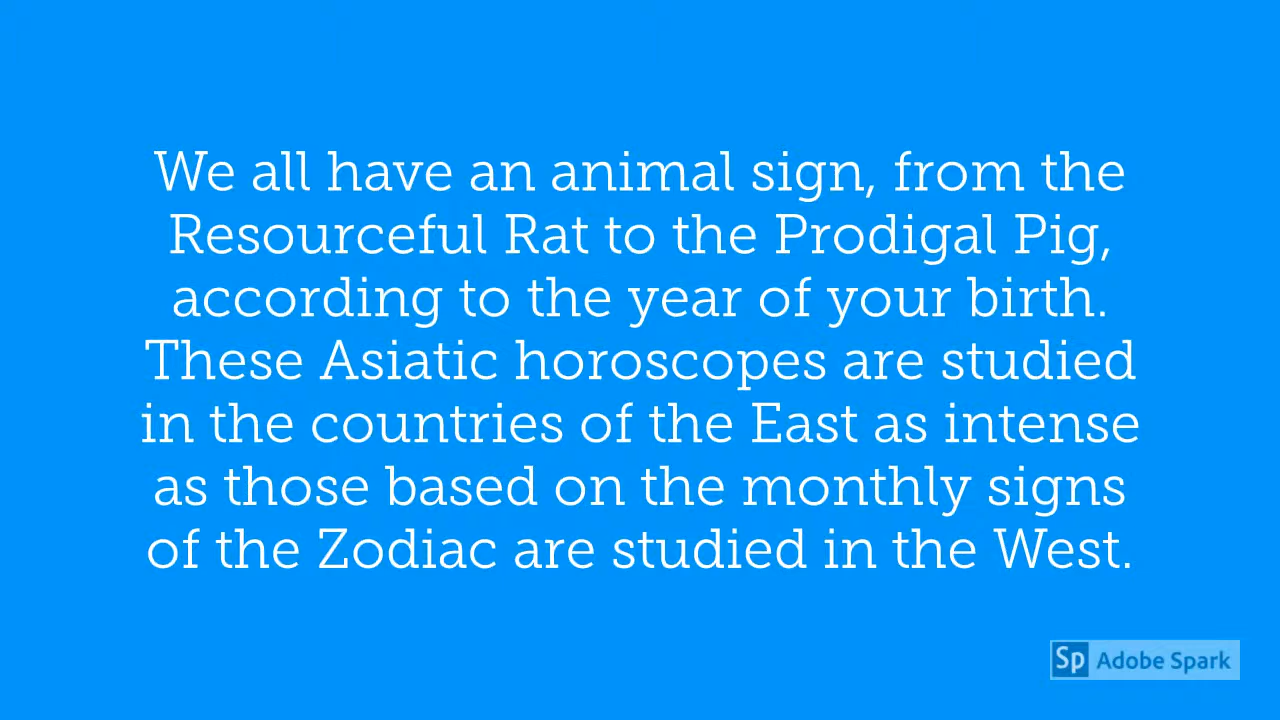 We all have an animal sign, from the
Resourceful Rat to the Prodigal Pig,
according to the year of your birth.
These Asiatic horoscopes are studied
in the countries of the East as intense
as those based on the monthly signs
of the Zodiac are studied in the West.
Sp Adobe Spark